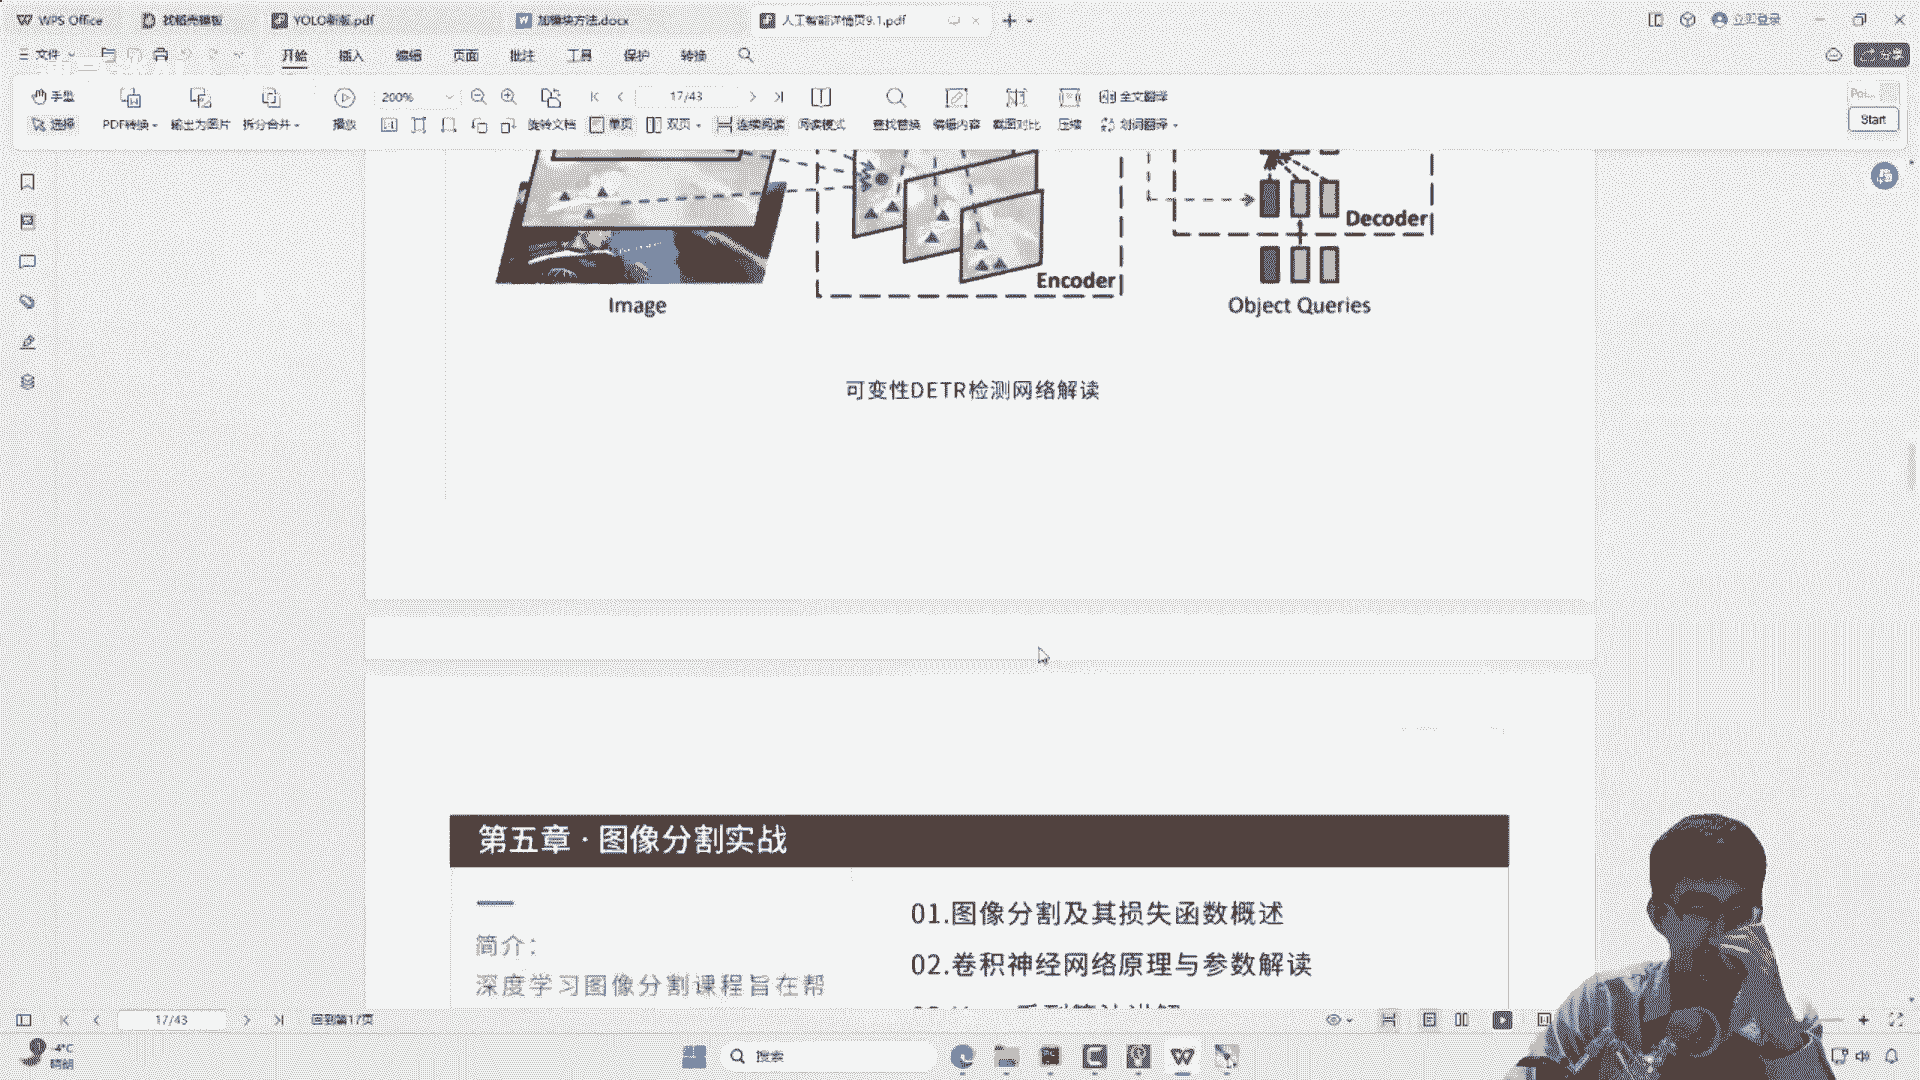 WPS Office
找稻壳模板
YOLO新版.pdf
加模块方法.docx
人工智能详情页9.1.pdf
立即登录
文件
开始
插入
编辑
页面
批注
工具
保护
转换
分享
手型
200%
17/43
全文翻译
选择
PDF转换
输出为图片
拆分合并
播放
旋转文档
单页
双页
连续阅读
阅读模式
查找替换
编辑内容
截图对比
压缩
划词翻译
Start
Decoder
Encoder
Image
Object Queries
可变性DETR检测网络解读
第五章 · 图像分割实战
01.图像分割及其损失函数概述
简介：
02.卷积神经网络原理与参数解读
深度学习图像分割课程旨在帮
17/43
回到第17页
-4°C
晴朗
搜索